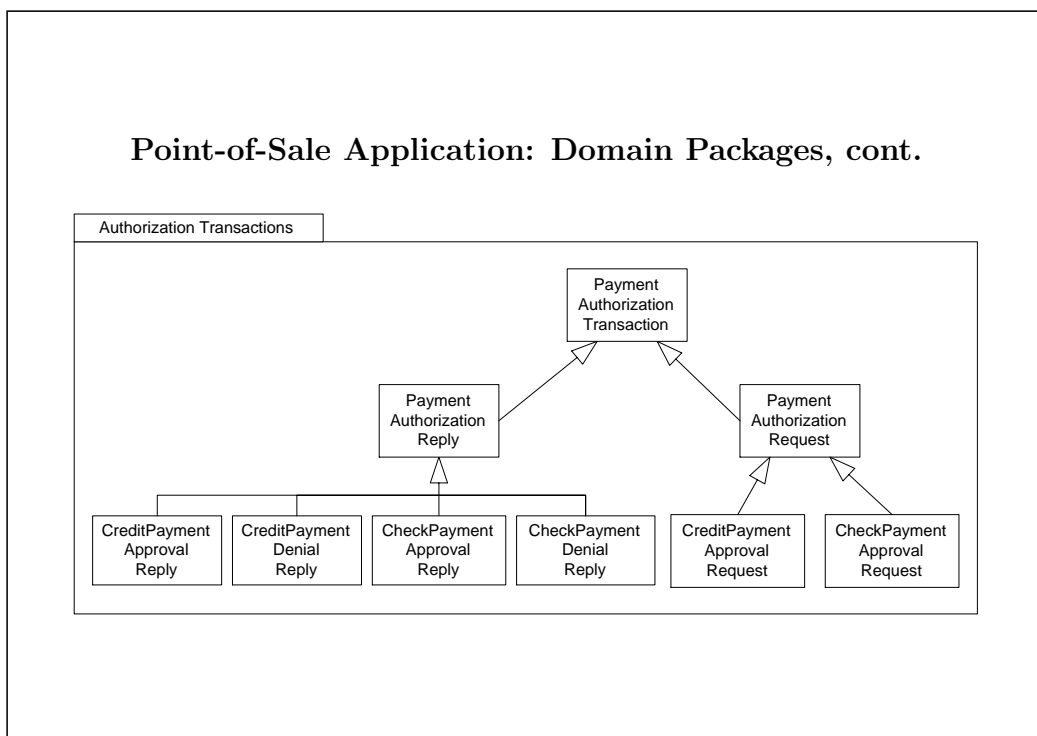 Point-of-Sale Application: Domain Packages, cont.
Authorization Transactions
Payment
Authorization
Transaction
Payment
Authorization
Reply
Payment
Authorization
Request
CreditPayment
Approval
Reply
CreditPayment
Denial
Reply
CheckPayment
Approval
Reply
CheckPayment
Denial
Reply
CreditPayment
Approval
Request
CheckPayment
Approval
Request